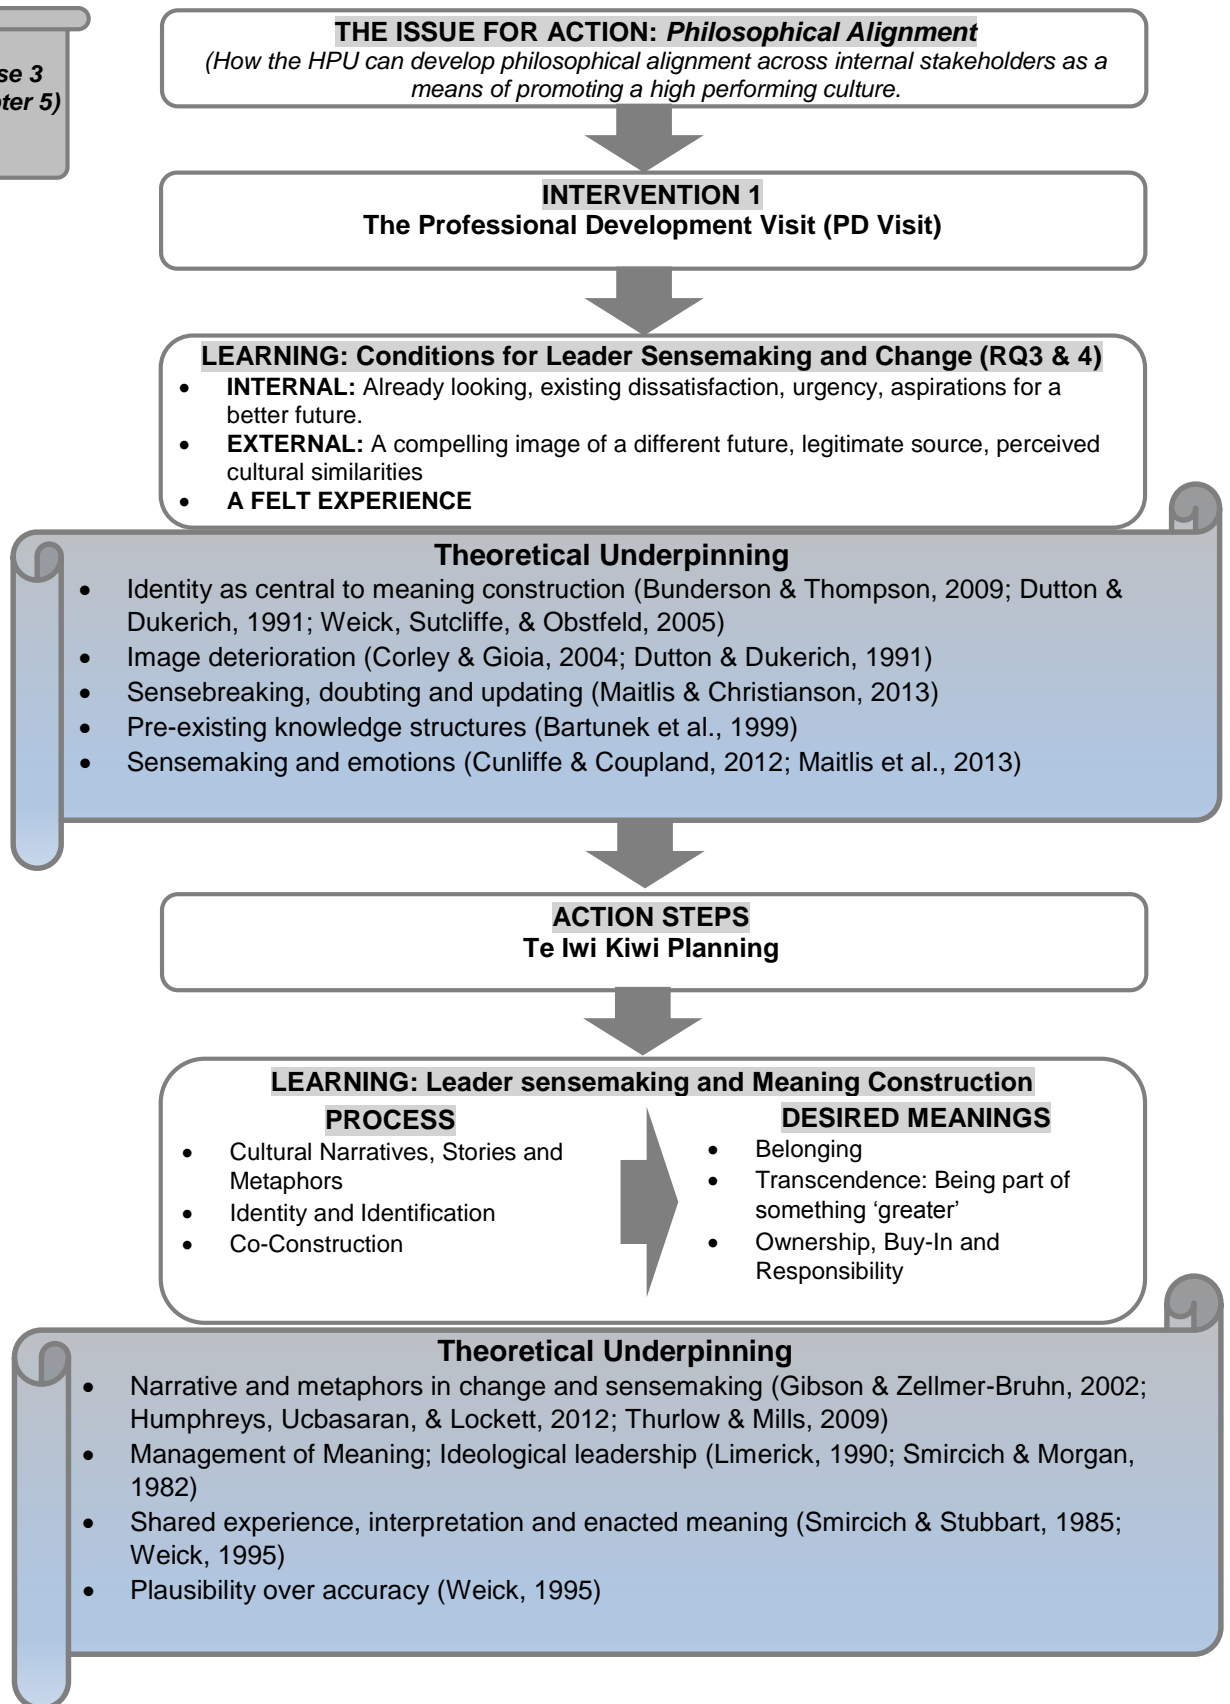 THE ISSUE FOR ACTION: Philosophical Alignment
(How the HPU can develop philosophical alignment across internal stakeholders as a
means of promoting a high performing culture.
se 3
ter 5)
INTERVENTION 1
The Professional Development Visit (PD Visit)
LEARNING: Conditions for Leader Sensemaking and Change (RQ3 & 4)
• INTERNAL: Already looking, existing dissatisfaction, urgency, aspirations for a
better future.
• EXTERNAL: A compelling image of a different future, legitimate source, perceived
cultural similarities
• A FELT EXPERIENCE
Theoretical Underpinning
• Identity as central to meaning construction (Bunderson & Thompson, 2009; Dutton &
Dukerich, 1991; Weick, Sutcliffe, & Obstfeld, 2005)
• Image deterioration (Corley & Gioia, 2004; Dutton & Dukerich, 1991)
• Sensebreaking, doubting and updating (Maitlis & Christianson, 2013)
• Pre-existing knowledge structures (Bartunek et al., 1999)
• Sensemaking and emotions (Cunliffe & Coupland, 2012; Maitlis et al., 2013)
ACTION STEPS
Te Iwi Kiwi Planning
LEARNING: Leader sensemaking and Meaning Construction
PROCESS
• Cultural Narratives, Stories and
Metaphors
• Identity and Identification
• Co-Construction
DESIRED MEANINGS
• Belonging
• Transcendence: Being part of
something ‘greater’
• Ownership, Buy-In and
Responsibility
Theoretical Underpinning
• Narrative and metaphors in change and sensemaking (Gibson & Zellmer-Bruhn, 2002;
Humphreys, Ucbasaran, & Lockett, 2012; Thurlow & Mills, 2009)
• Management of Meaning; Ideological leadership (Limerick, 1990; Smircich & Morgan,
1982)
• Shared experience, interpretation and enacted meaning (Smircich & Stubbart, 1985;
Weick, 1995)
• Plausibility over accuracy (Weick, 1995)